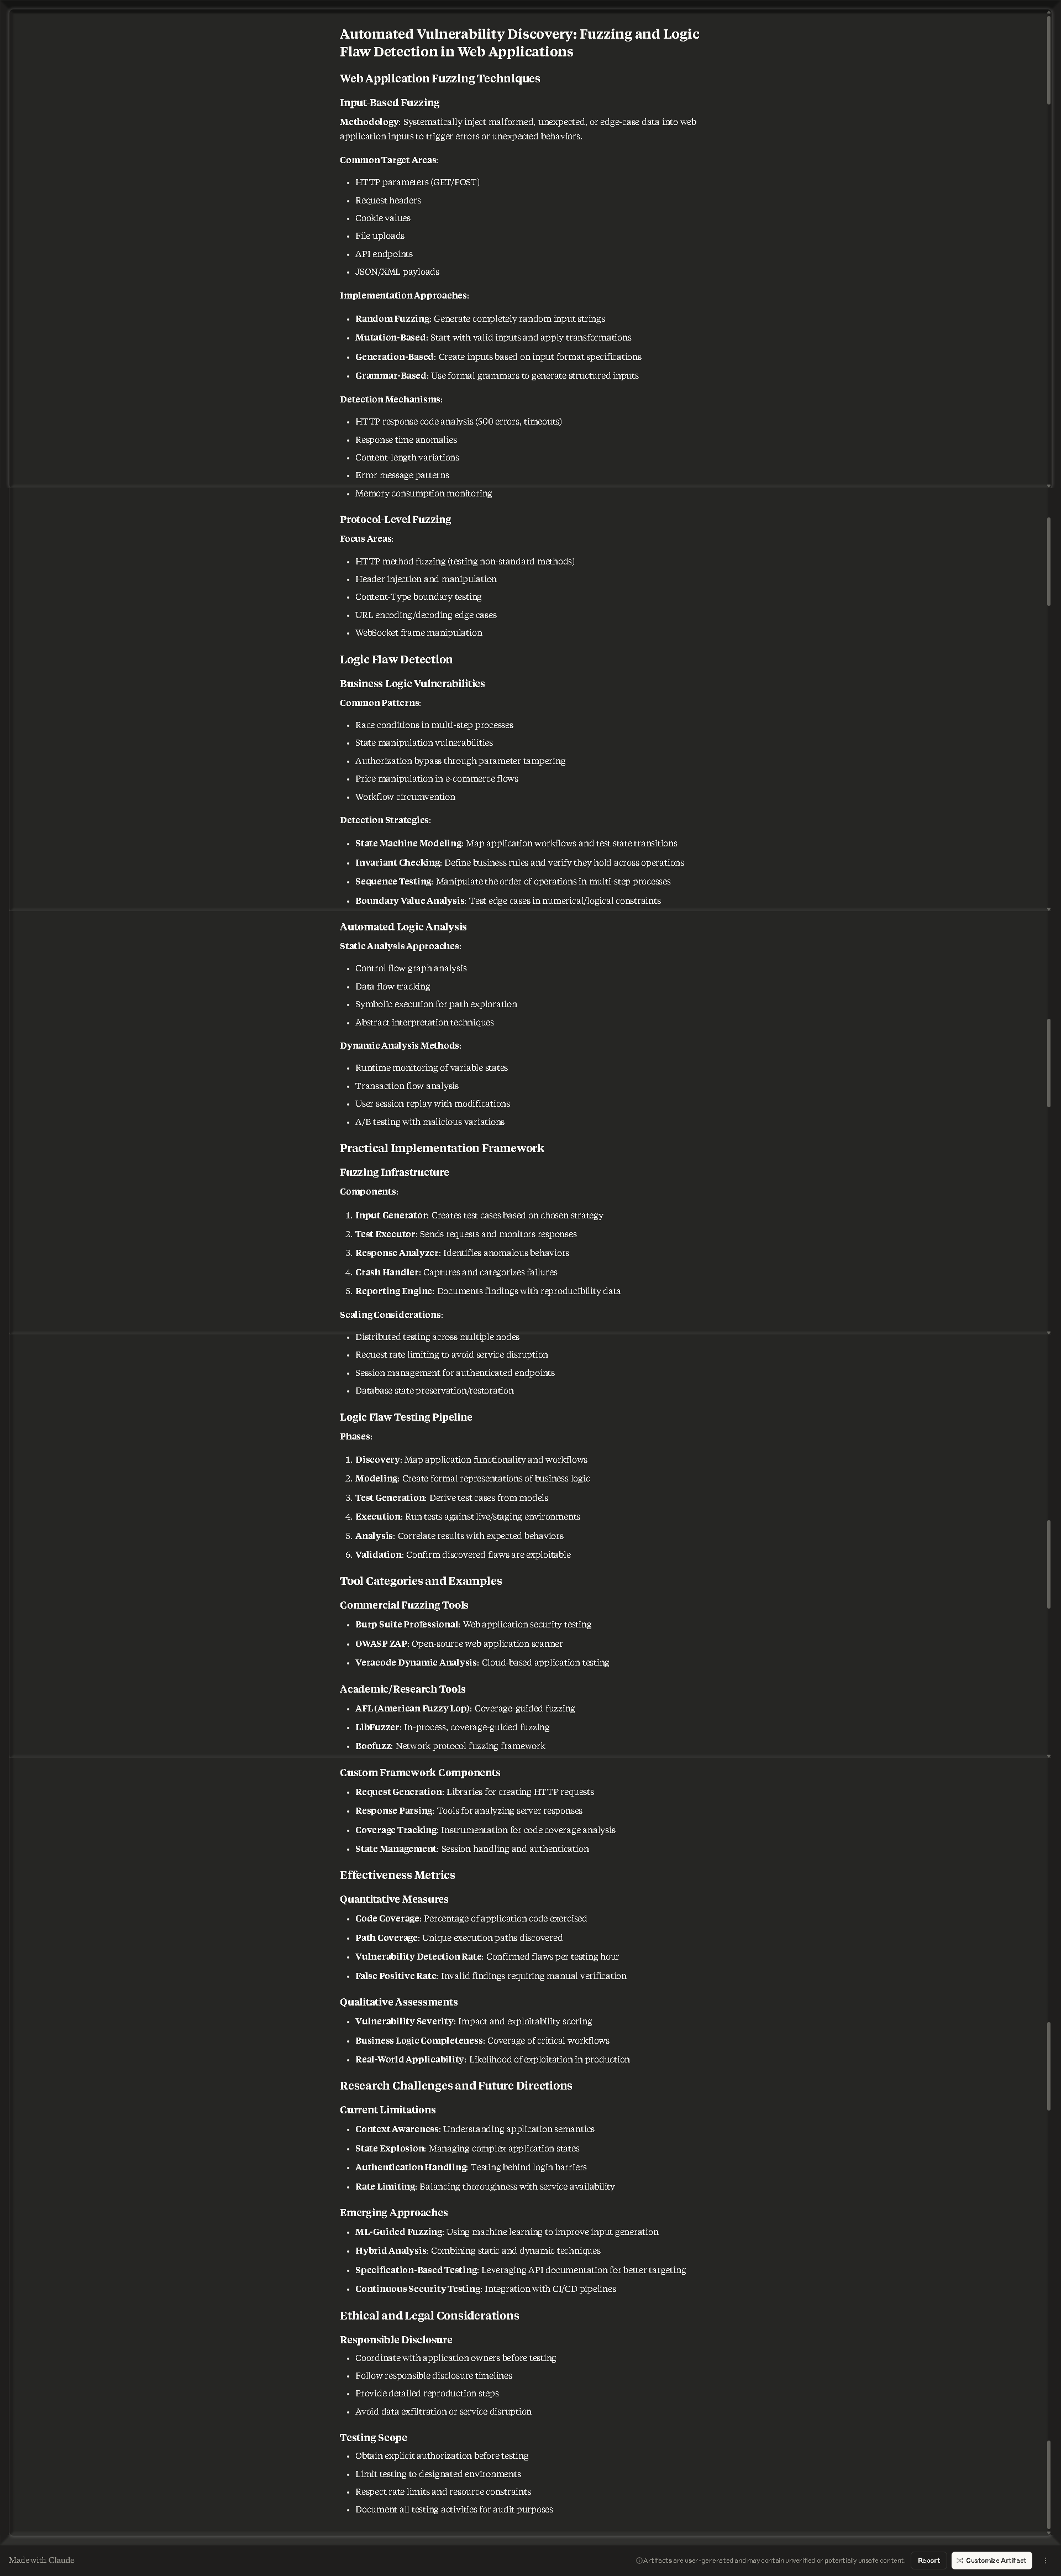 Automated Vulnerability Discovery: Fuzzing and Logic
Flaw Detection in Web Applications
Web Application Fuzzing Techniques
Input-Based Fuzzing
Methodology: Systematically inject malformed, unexpected, or edge-case data into web
application inputs to trigger errors or unexpected behaviors.
Common Target Areas:
• HTTP parameters (GET/POST)
• Request headers
• Cookie values
• File uploads
• API endpoints
• JSON/XML payloads
Implementation Approaches:
• Random Fuzzing: Generate completely random input strings
• Mutation-Based: Start with valid inputs and apply transformations
• Generation-Based: Create inputs based on input format specifications
• Grammar-Based: Use formal grammars to generate structured inputs
Detection Mechanisms:
• HTTP response code analysis (500 errors, timeouts)
• Response time anomalies
• Content-length variations
• Error message patterns
• Memory consumption monitoring
Protocol-Level Fuzzing
Focus Areas:
• HTTP method fuzzing (testing non-standard methods)
• Header injection and manipulation
• Content-Type boundary testing
• URL encoding/decoding edge cases
• WebSocket frame manipulation
Logic Flaw Detection
Business Logic Vulnerabilities
Common Patterns:
• Race conditions in multi-step processes
• State manipulation vulnerabilities
• Authorization bypass through parameter tampering
• Price manipulation in e-commerce flows
• Workflow circumvention
Detection Strategies:
• State Machine Modeling: Map application workflows and test state transitions
• Invariant Checking: Define business rules and verify they hold across operations
• Sequence Testing: Manipulate the order of operations in multi-step processes
• Boundary Value Analysis: Test edge cases in numerical/logical constraints
Automated Logic Analysis
Static Analysis Approaches:
• Control flow graph analysis
• Data flow tracking
• Symbolic execution for path exploration
• Abstract interpretation techniques
Dynamic Analysis Methods:
• Runtime monitoring of variable states
• Transaction flow analysis
• User session replay with modifications
• A/B testing with malicious variations
Practical Implementation Framework
Fuzzing Infrastructure
Components:
1. Input Generator: Creates test cases based on chosen strategy
2. Test Executor: Sends requests and monitors responses
3. Response Analyzer: Identifies anomalous behaviors
4. Crash Handler: Captures and categorizes failures
5. Reporting Engine: Documents findings with reproducibility data
Scaling Considerations:
• Distributed testing across multiple nodes
• Request rate limiting to avoid service disruption
• Session management for authenticated endpoints
• Database state preservation/restoration
Logic Flaw Testing Pipeline
Phases:
1. Discovery: Map application functionality and workflows
2. Modeling: Create formal representations of business logic
3. Test Generation: Derive test cases from models
4. Execution: Run tests against live/staging environments
5. Analysis: Correlate results with expected behaviors
6. Validation: Confirm discovered flaws are exploitable
Tool Categories and Examples
Commercial Fuzzing Tools
• Burp Suite Professional: Web application security testing
• OWASP ZAP: Open-source web application scanner
• Veracode Dynamic Analysis: Cloud-based application testing
Academic/Research Tools
• AFL (American Fuzzy Lop): Coverage-guided fuzzing
• LibFuzzer: In-process, coverage-guided fuzzing
• Boofuzz: Network protocol fuzzing framework
Custom Framework Components
• Request Generation: Libraries for creating HTTP requests
• Response Parsing: Tools for analyzing server responses
• Coverage Tracking: Instrumentation for code coverage analysis
• State Management: Session handling and authentication
Effectiveness Metrics
Quantitative Measures
• Code Coverage: Percentage of application code exercised
• Path Coverage: Unique execution paths discovered
• Vulnerability Detection Rate: Confirmed flaws per testing hour
• False Positive Rate: Invalid findings requiring manual verification
Qualitative Assessments
• Vulnerability Severity: Impact and exploitability scoring
• Business Logic Completeness: Coverage of critical workflows
• Real-World Applicability: Likelihood of exploitation in production
Research Challenges and Future Directions
Current Limitations
• Context Awareness: Understanding application semantics
• State Explosion: Managing complex application states
• Authentication Handling: Testing behind login barriers
• Rate Limiting: Balancing thoroughness with service availability
Emerging Approaches
• ML-Guided Fuzzing: Using machine learning to improve input generation
• Hybrid Analysis: Combining static and dynamic techniques
• Specification-Based Testing: Leveraging API documentation for better targeting
• Continuous Security Testing: Integration with CI/CD pipelines
Ethical and Legal Considerations
Responsible Disclosure
• Coordinate with application owners before testing
• Follow responsible disclosure timelines
• Provide detailed reproduction steps
• Avoid data exfiltration or service disruption
Testing Scope
• Obtain explicit authorization before testing
• Limit testing to designated environments
• Respect rate limits and resource constraints
• Document all testing activities for audit purposes
Made with Claude
Artifacts are user-generated and may contain unverified or potentially unsafe content.
Report
Customize Artifact